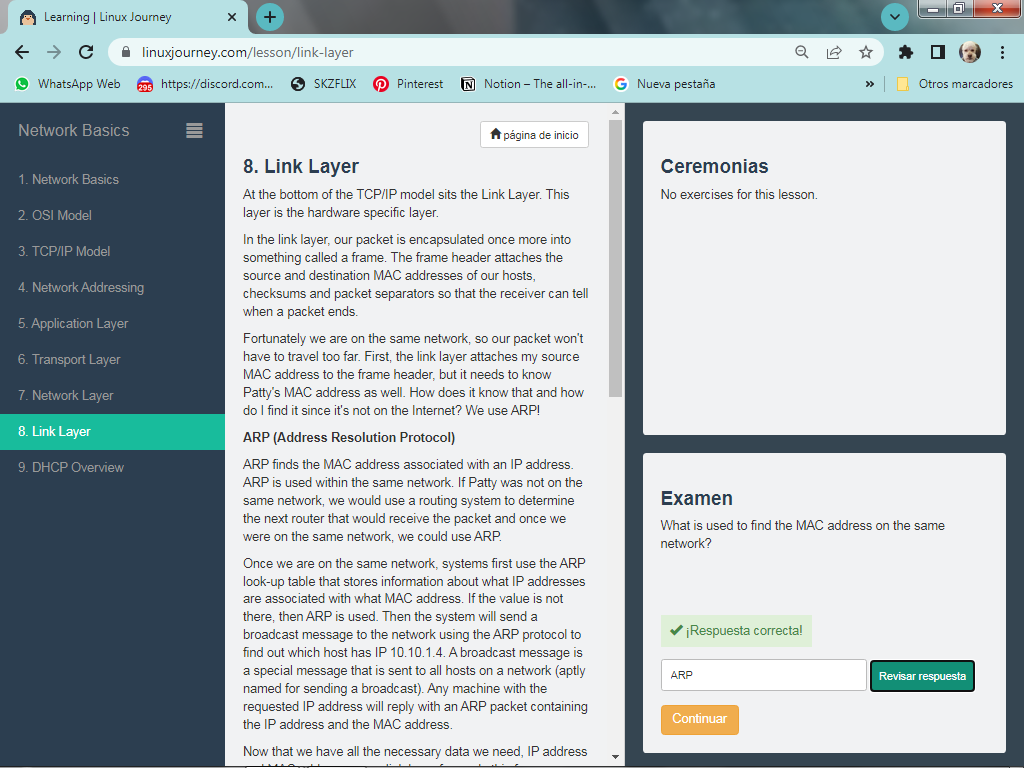 Learning | Linux Journey
linuxjourney.com/lesson/link-layer
WhatsApp Web
295
https://discord.com...
SKZFLIX
Pinterest
Notion – The all-in-...
Nueva pestaña
»
Otros marcadores
Network Basics
1. Network Basics
2. OSI Model
3. TCP/IP Model
4. Network Addressing
5. Application Layer
6. Transport Layer
7. Network Layer
8. Link Layer
9. DHCP Overview
página de inicio
8. Link Layer
At the bottom of the TCP/IP model sits the Link Layer. This
layer is the hardware specific layer.
In the link layer, our packet is encapsulated once more into
something called a frame. The frame header attaches the
source and destination MAC addresses of our hosts,
checksums and packet separators so that the receiver can tell
when a packet ends.
Fortunately we are on the same network, so our packet won't
have to travel too far. First, the link layer attaches my source
MAC address to the frame header, but it needs to know
Patty's MAC address as well. How does it know that and how
do I find it since it's not on the Internet? We use ARP!
ARP (Address Resolution Protocol)
ARP finds the MAC address associated with an IP address.
ARP is used within the same network. If Patty was not on the
same network, we would use a routing system to determine
the next router that would receive the packet and once we
were on the same network, we could use ARP.
Once we are on the same network, systems first use the ARP
look-up table that stores information about what IP addresses
are associated with what MAC address. If the value is not
there, then ARP is used. Then the system will send a
broadcast message to the network using the ARP protocol to
find out which host has IP 10.10.1.4. A broadcast message is
a special message that is sent to all hosts on a network (aptly
named for sending a broadcast). Any machine with the
requested IP address will reply with an ARP packet containing
the IP address and the MAC address.
Now that we have all the necessary data we need, IP address
Ceremonias
No exercises for this lesson.
Examen
What is used to find the MAC address on the same
network?
¡Respuesta correcta!
ARP
Revisar respuesta
Continuar